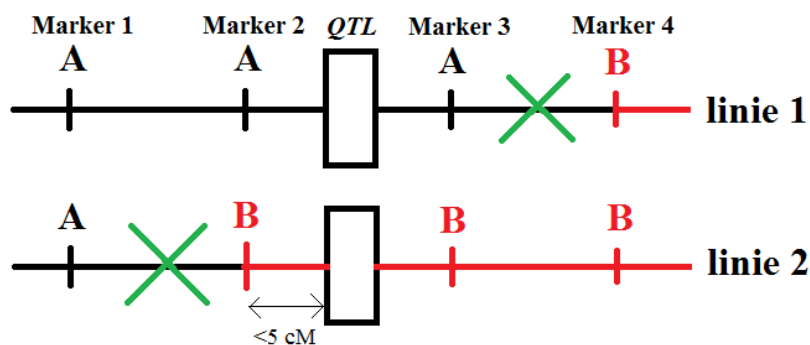 Marker 1 Marker 2 QTL Marker 3 Marker 4
A A A B
linie 1
A B B B
linie 2
<5 cM